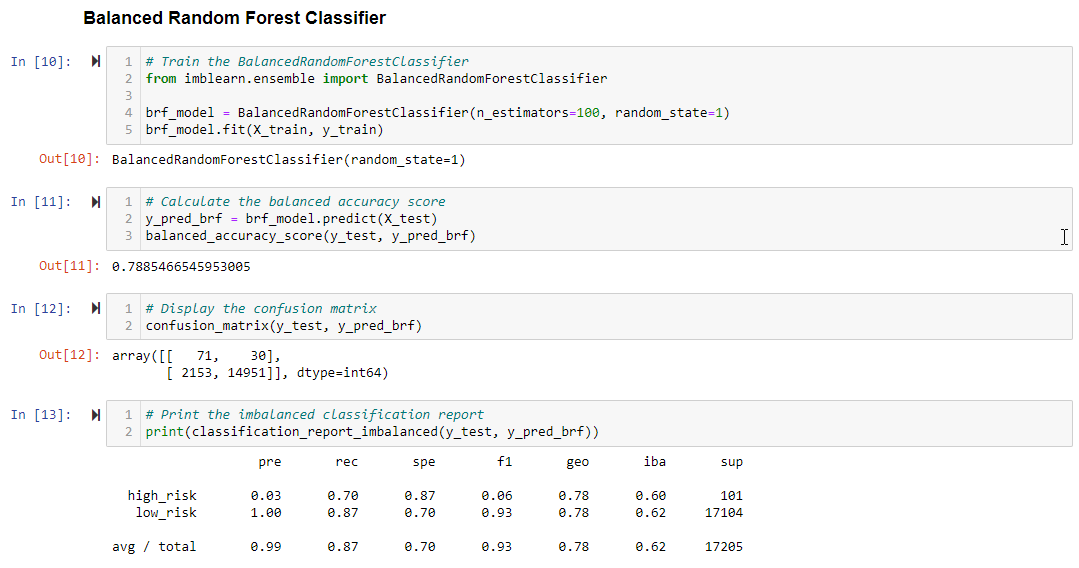 Balanced Random Forest Classifier
In [10]:
1 # Train the BalancedRandomForestClassifier
2 from imblearn.ensemble import BalancedRandomForestClassifier
3
4 brf_model = BalancedRandomForestClassifier(n_estimators=100, random_state=1)
5 brf_model.fit(X_train, y_train)
Out[10]: BalancedRandomForestClassifier(random_state=1)
In [11]:
1 # Calculate the balanced accuracy score
2 y_pred_brf = brf_model.predict(X_test)
3 balanced_accuracy_score(y_test, y_pred_brf)
Out[11]: 0.7885466545953005
In [12]:
1 # Display the confusion matrix
2 confusion_matrix(y_test, y_pred_brf)
Out[12]: array([[   71,    30],
       [ 2153, 14951]], dtype=int64)
In [13]:
1 # Print the imbalanced classification report
2 print(classification_report_imbalanced(y_test, y_pred_brf))
pre rec spe f1 geo iba sup
high_risk 0.03 0.70 0.87 0.06 0.78 0.60 101
low_risk 1.00 0.87 0.70 0.93 0.78 0.62 17104
avg / total 0.99 0.87 0.70 0.93 0.78 0.62 17205